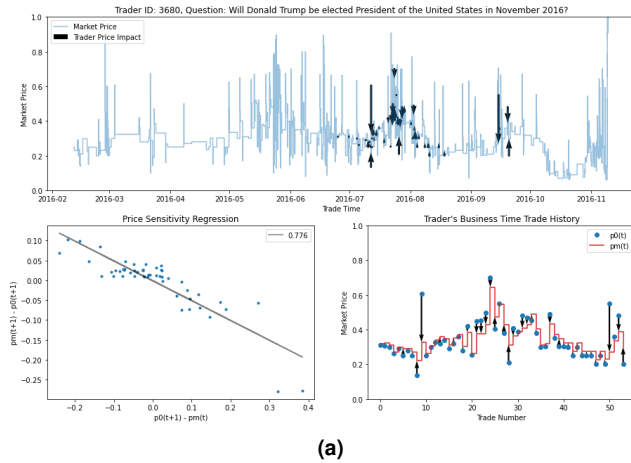 Trader ID: 3680, Question: Will Donald Trump be elected President of the United States in November 2016?
1.0
0.8
0.6
0.4
0.2
0.0
Market Price
Market Price
Trader Price Impact
2016-02 2016-03 2016-04 2016-05 2016-06 2016-07 2016-08 2016-09 2016-10 2016-11
Trade Time
Price Sensitivity Regression
0.10
0.05
0.00
-0.05
-0.10
-0.15
-0.20
-0.25
pm(t+1) - p0(t+1)
0.776
-0.2 -0.1 0.0 0.1 0.2 0.3 0.4
p0(t+1) - pm(t)
Trader's Business Time Trade History
1.0
0.8
0.6
0.4
0.2
0.0
Market Price
p0(t)
pm(t)
0 10 20 30 40 50
Trade Number
(a)